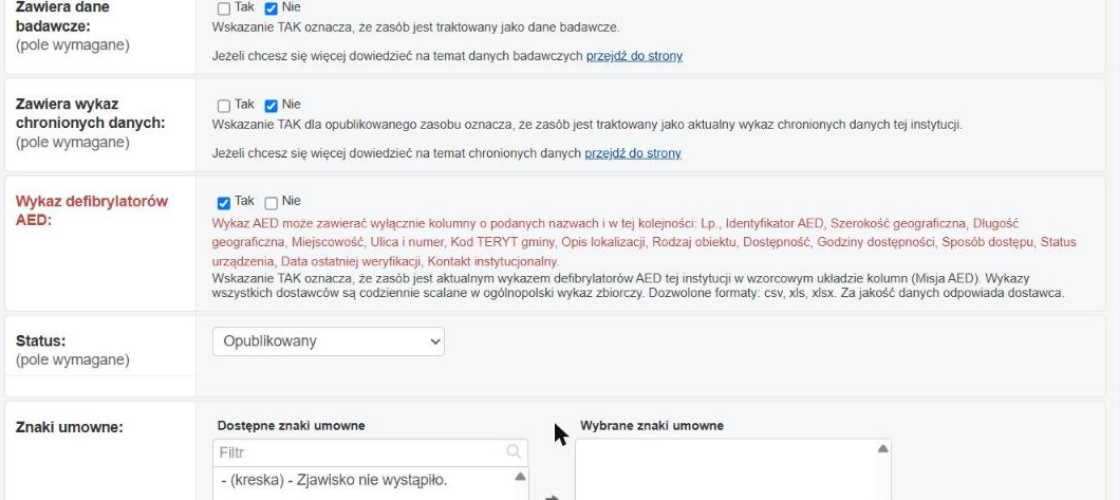 Zawiera dane
badawcze:
(pole wymagane)
Tak Nie
Wskazanie TAK oznacza, że zasób jest traktowany jako dane badawcze.
Jeżeli chcesz się więcej dowiedzieć na temat danych badawczych przejdź do strony
Zawiera wykaz
chronionych danych:
(pole wymagane)
Tak Nie
Wskazanie TAK dla opublikowanego zasobu oznacza, że zasób jest traktowany jako aktualny wykaz chronionych danych tej instytucji.
Jeżeli chcesz się więcej dowiedzieć na temat chronionych danych przejdź do strony
Wykaz defibrylatorów
AED:
Tak Nie
Wykaz AED może zawierać wyłącznie kolumny o podanych nazwach i w tej kolejności: Lp., Identyfikator AED, Szerokość geograficzna, Długość
geograficzna, Miejscowość, Ulica i numer, Kod TERYT gminy, Opis lokalizacji, Rodzaj obiektu, Dostępność, Godziny dostępności, Sposób dostępu, Status
urządzenia, Data ostatniej weryfikacji, Kontakt instytucjonalny.
Wskazanie TAK oznacza, że zasób jest aktualnym wykazem defibrylatorów AED tej instytucji w wzorcowym układzie kolumn (Misja AED). Wykazy
wszystkich dostawców są codziennie scalane w ogólnopolski wykaz zbiorczy. Dozwolone formaty: csv, xls, xlsx. Za jakość danych odpowiada dostawca.
Status:
(pole wymagane)
Opublikowany
Znaki umowne:
Dostępne znaki umowne
Wybrane znaki umowne
Filtr
- (kreska) - Zjawisko nie wystąpiło.